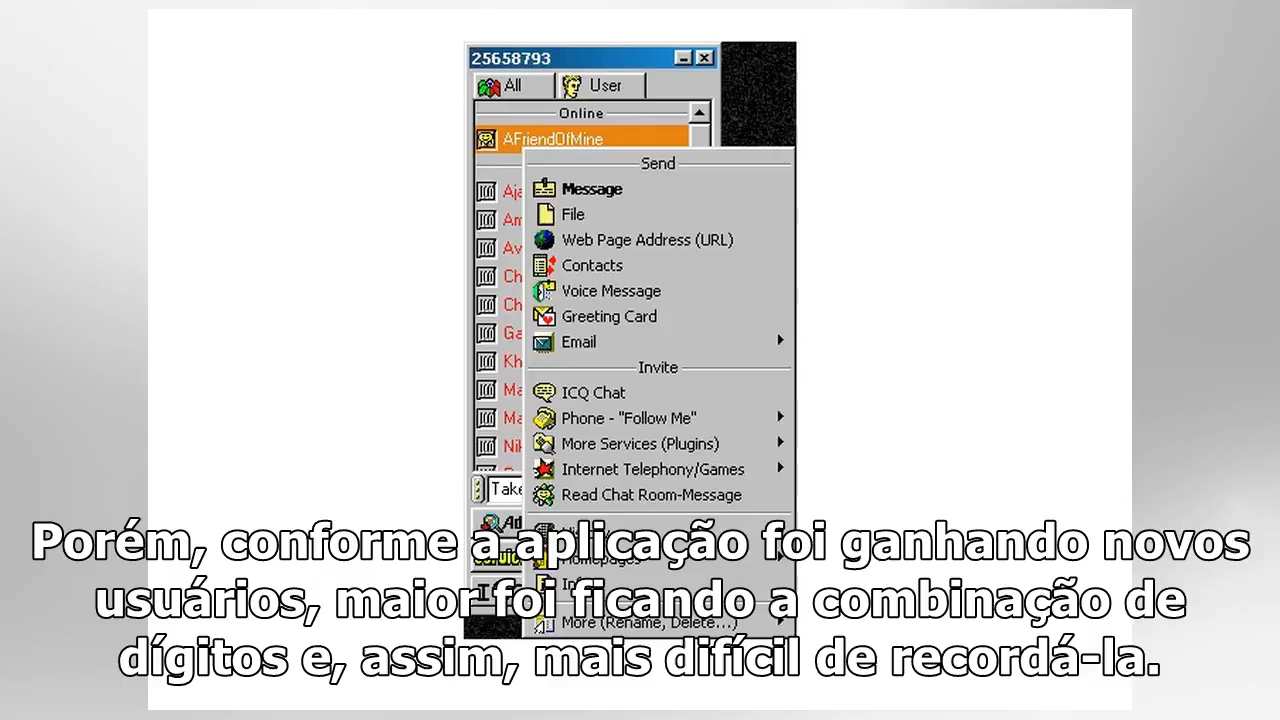 25658793
All
User
Online
AFriendOfMine
Send
Message
File
Web Page Address (URL)
Contacts
Voice Message
Greeting Card
Email
Invite
ICQ Chat
Phone - "Follow Me"
More Services (Plugins)
Internet Telephony/Games
Read Chat Room-Message
Homepages
More (Rename, Delete...)
Porém, conforme a aplicação foi ganhando novos
usuários, maior foi ficando a combinação de
dígitos e, assim, mais difícil de recordá-la.